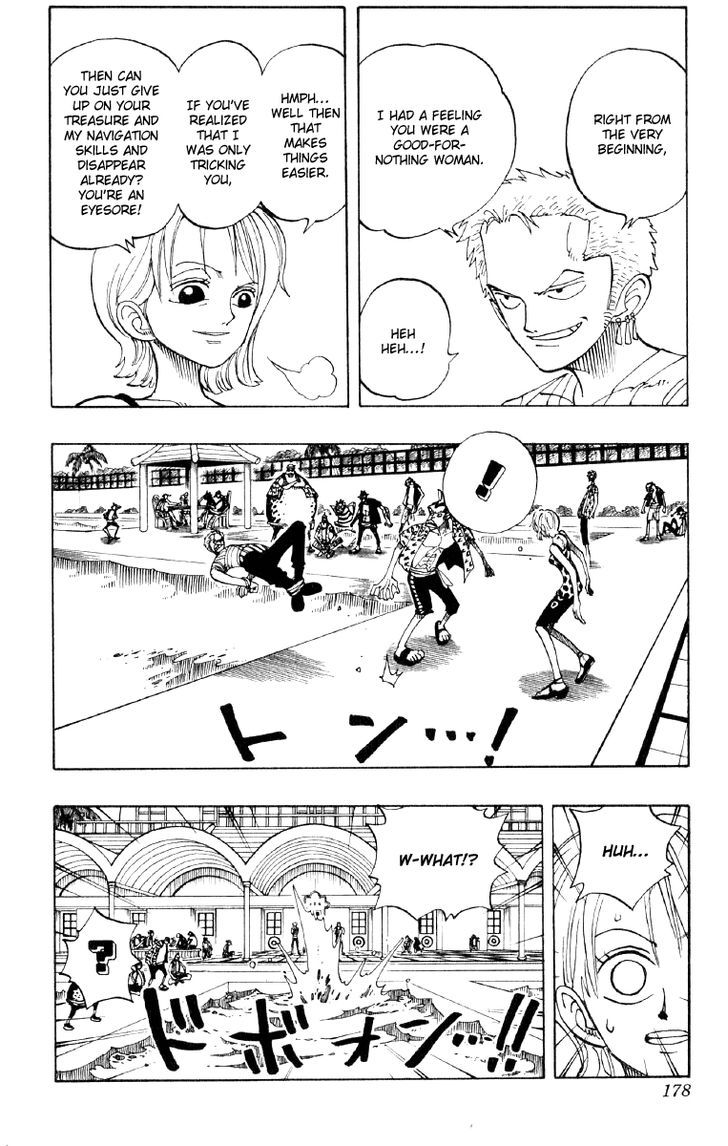 RIGHT FROM
THE VERY
BEGINNING,
I HAD A FEELING
YOU WERE A
GOOD-FOR-
NOTHING WOMAN.
HEH
HEH...!
HMPH...
WELL THEN
THAT
MAKES
THINGS
EASIER.
IF YOU'VE
REALIZED
THAT I
WAS ONLY
TRICKING
YOU,
THEN CAN
YOU JUST GIVE
UP ON YOUR
TREASURE AND
MY NAVIGATION
SKILLS AND
DISAPPEAR
ALREADY?
YOU'RE AN
EYESORE!
!
トン…!
HUH...
W-WHAT!?
?
ドボォン…!!
178